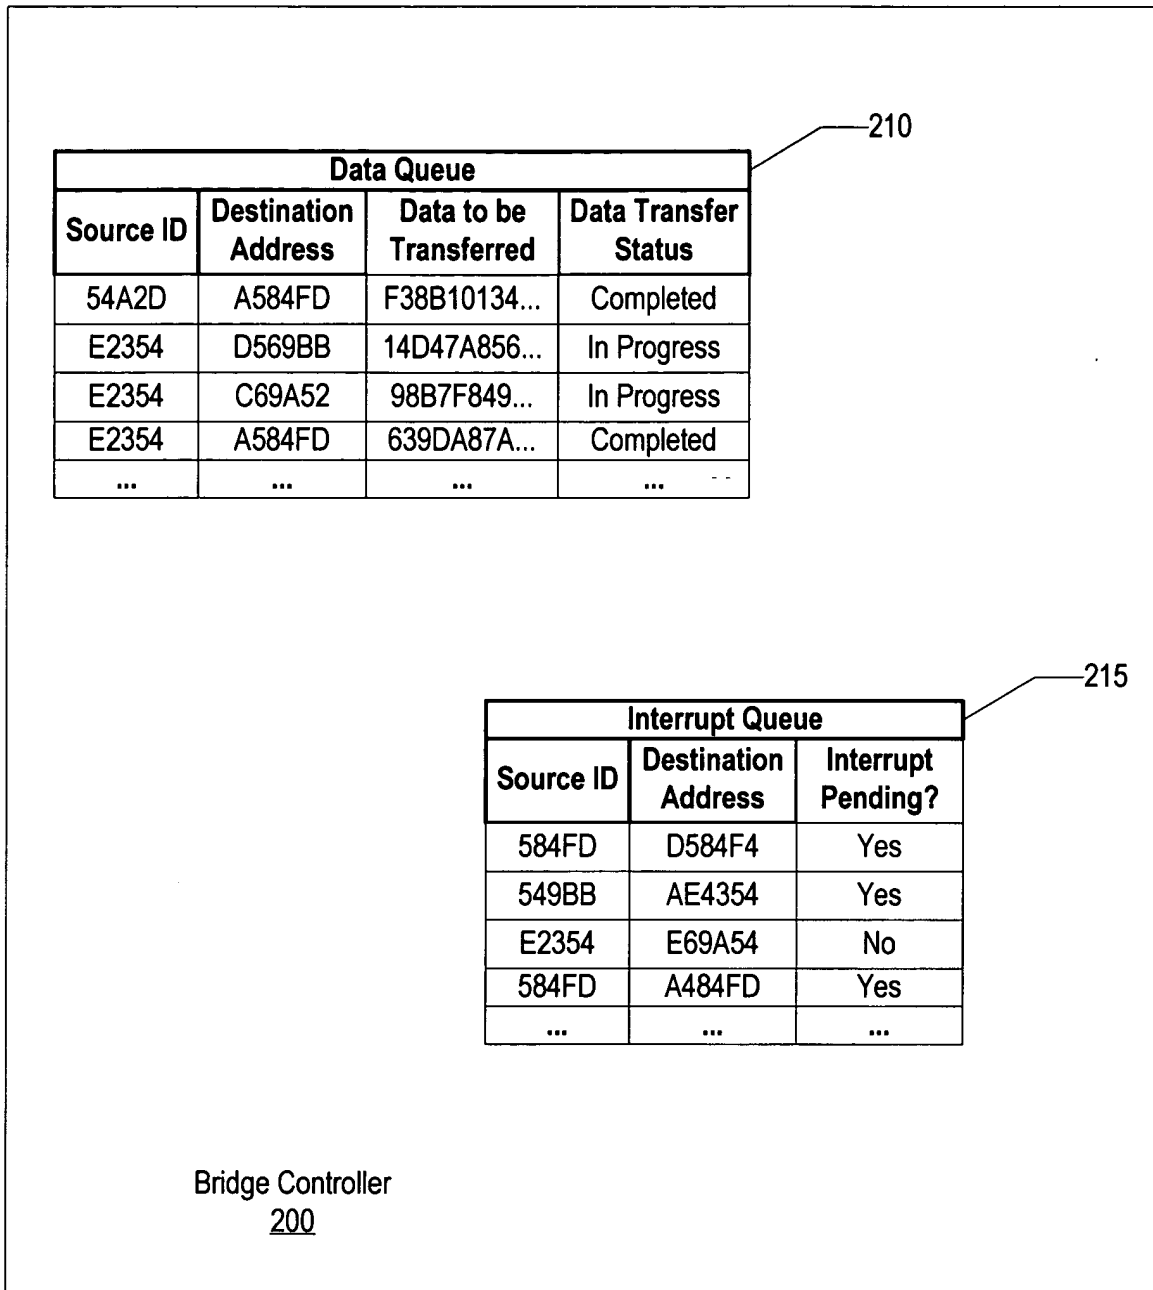 210
Data Queue
Source ID Destination Address Data to be Transferred Data Transfer Status
54A2D A584FD F38B10134... Completed
E2354 D569BB 14D47A856... In Progress
E2354 C69A52 98B7F849... In Progress
E2354 A584FD 639DA87A... Completed
... ... ... ...
215
Interrupt Queue
Source ID Destination Address Interrupt Pending?
584FD D584F4 Yes
549BB AE4354 Yes
E2354 E69A54 No
584FD A484FD Yes
... ... ...
Bridge Controller
200